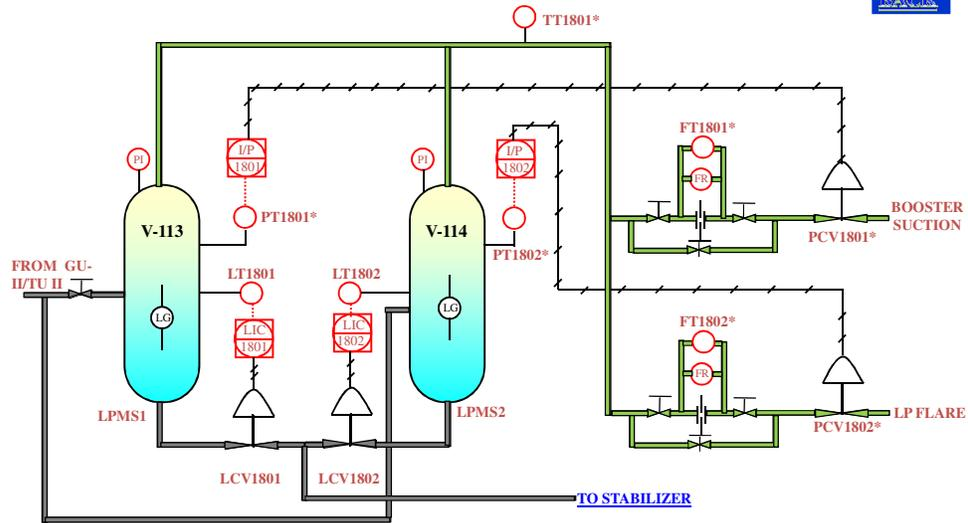 TT1801*
I/P
1801
I/P
1802
FT1801*
PI
PI
FR
PT1801*
V-113
V-114
BOOSTER
SUCTION
PCV1801*
PT1802*
FROM GU-
II/TU II
LT1801
LT1802
LG
LG
LIC
1801
LIC
1802
FT1802*
FR
LPMS1
LPMS2
LP FLARE
PCV1802*
LCV1801
LCV1802
TO STABILIZER